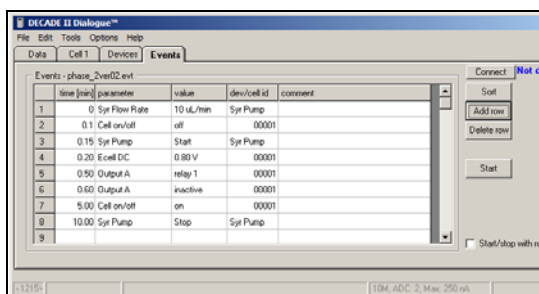 DECADE II Dialogue™
File Edit Tools Options Help
Data Cell 1 Devices Events
Connect Not c
Events - phase_2ver02.evt
time [min] parameter value dev/cell id comment
1 0 Syr Flow Rate 10 uL/min Syr Pump
2 0.1 Cell on/off off 00001
3 0.15 Syr Pump Start Syr Pump
4 0.20 Ecell DC 0.80 V 00001
5 0.50 Output A relay 1 00001
6 0.60 Output A inactive 00001
7 5.00 Cell on/off on 00001
8 10.00 Syr Pump Stop Syr Pump
9
Sort
Add row
Delete row
Start
Start/stop with
<1215> 10M, ADC: 2, Max: 250 nA